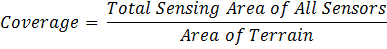 Coverage = Total Sensing Area of All Sensors / Area of Terrain